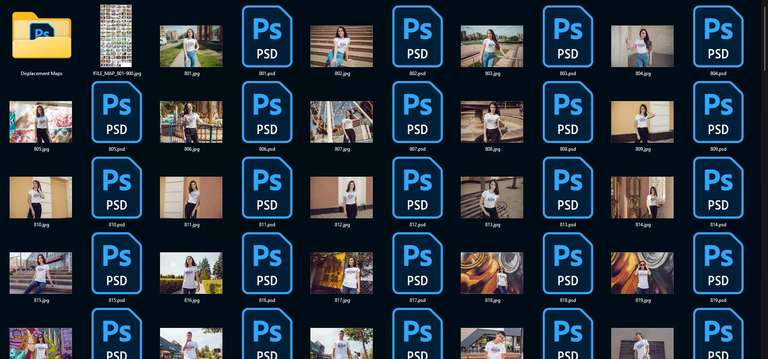 Displacement Maps
!FILE_MAP_801-900.jpg
801.jpg
Ps
PSD
801.psd
802.jpg
Ps
PSD
802.psd
803.jpg
Ps
PSD
803.psd
804.jpg
Ps
PSD
804.psd
805.jpg
Ps
PSD
805.psd
806.jpg
Ps
PSD
806.psd
807.jpg
Ps
PSD
807.psd
808.jpg
Ps
PSD
808.psd
809.jpg
Ps
PSD
809.psd
810.jpg
Ps
PSD
810.psd
811.jpg
Ps
PSD
811.psd
812.jpg
Ps
PSD
812.psd
813.jpg
Ps
PSD
813.psd
814.jpg
Ps
PSD
814.psd
815.jpg
Ps
PSD
815.psd
816.jpg
Ps
PSD
816.psd
817.jpg
Ps
PSD
817.psd
818.jpg
Ps
PSD
818.psd
819.jpg
Ps
PSD
819.psd
Ps
PSD
Ps
PSD
Ps
PSD
Ps
PSD
Ps
PSD